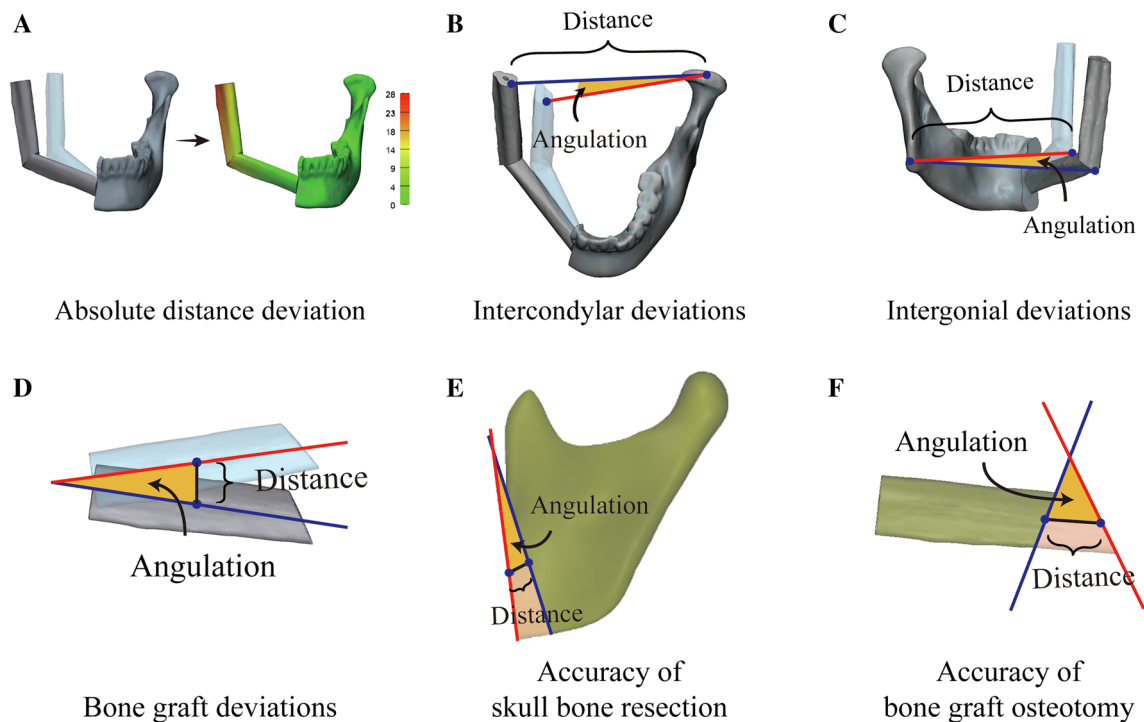 A
28
23
18
14
9
4
0
Absolute distance deviation
B
Distance
Angulation
Intercondylar deviations
C
Distance
Angulation
Intergonial deviations
D
Distance
Angulation
Bone graft deviations
E
Angulation
Distance
Accuracy of
skull bone resection
F
Angulation
Distance
Accuracy of
bone graft osteotomy